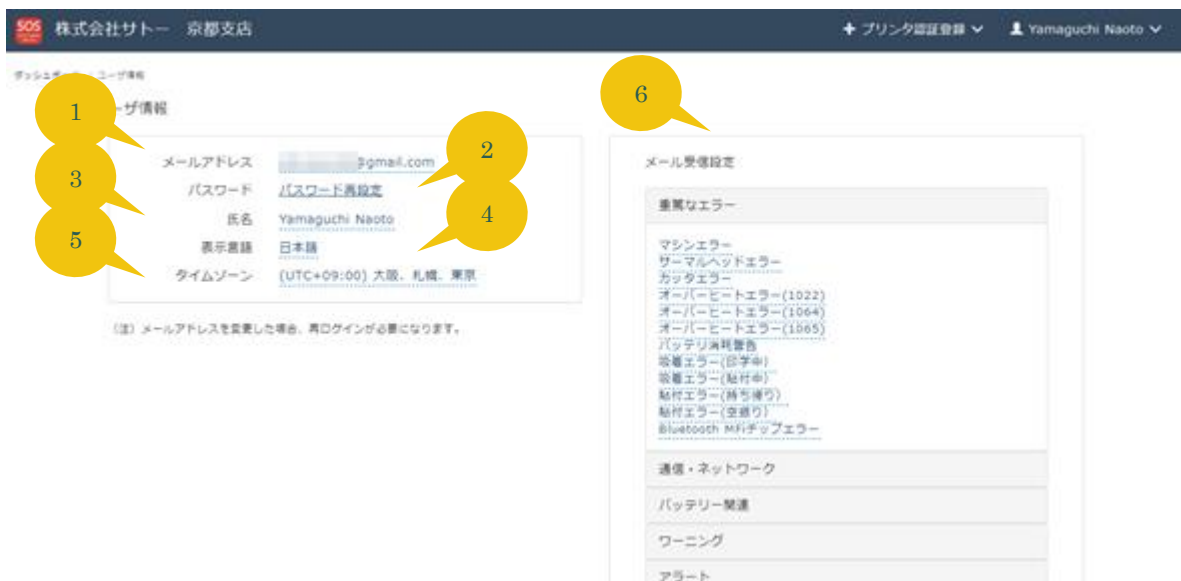 SOS 株式会社サトー 京都支店
プリンタ認証登録
Yamaguchi Naoto
ダッシュボード ユーザ情報
ーザ情報
1
2
3
4
5
6
メールアドレス @gmail.com
パスワード パスワード再設定
氏名 Yamaguchi Naoto
表示言語 日本語
タイムゾーン (UTC+09:00) 大阪、札幌、東京
(注) メールアドレスを変更した場合、再ログインが必要になります。
メール受信設定
重篤なエラー
マシンエラー
サーマルヘッドエラー
カッタエラー
オーバーヒートエラー(1022)
オーバーヒートエラー(1064)
オーバーヒートエラー(1065)
バッテリ消耗警告
吸着エラー(印字中)
吸着エラー(貼付中)
貼付エラー(持ち帰り)
貼付エラー(空振り)
Bluetooth MFiチップエラー
通信・ネットワーク
バッテリー関連
ワーニング
アラート